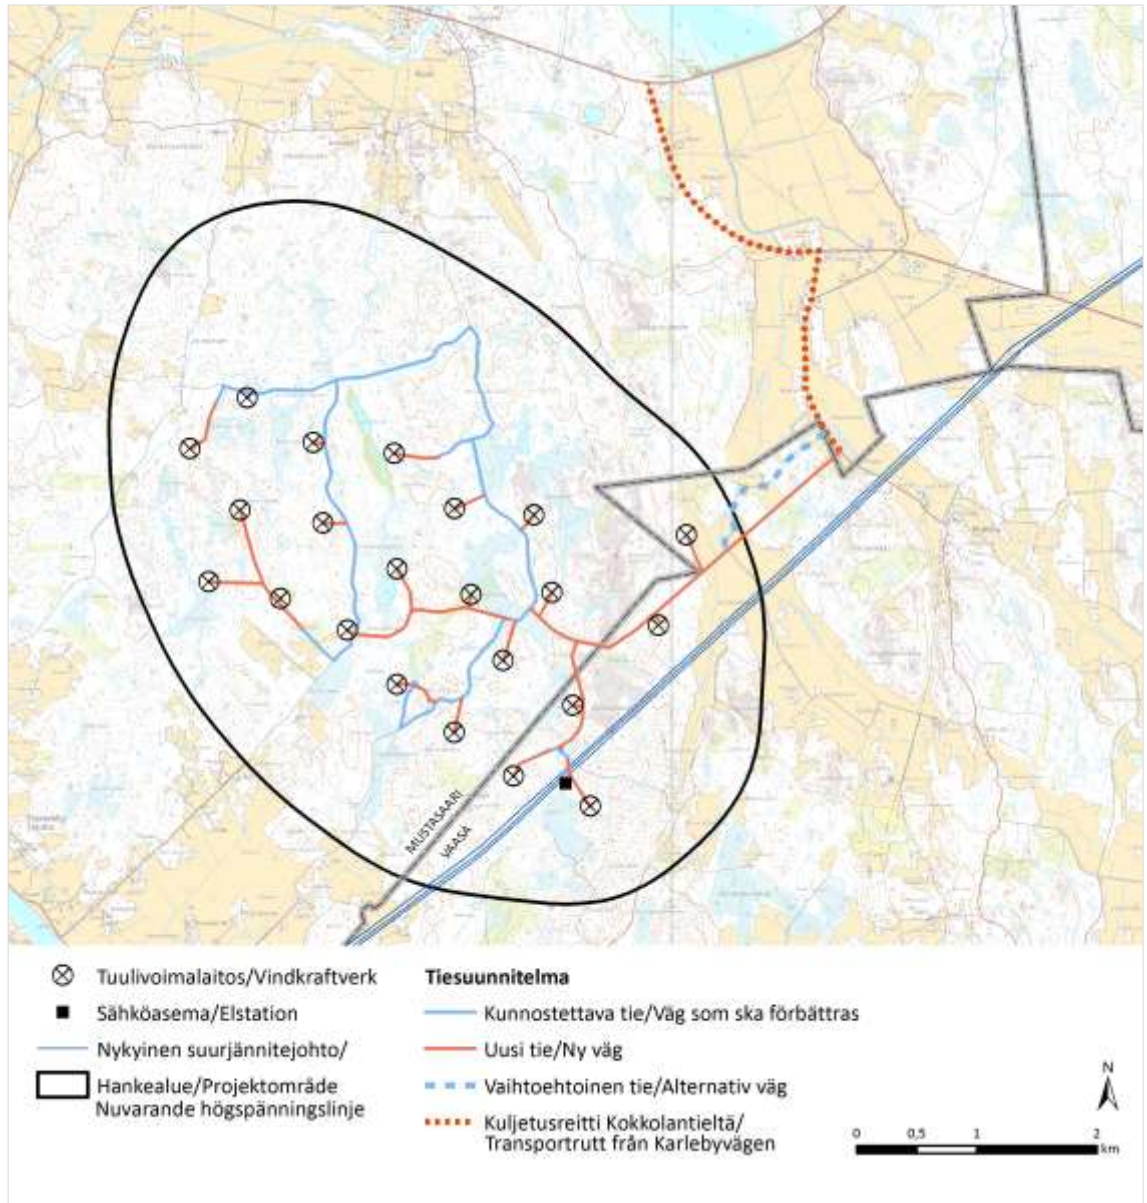 MUSTASAARI
VAASA
Tuulivoimalaitos/Vindkraftverk
Sähköasema/Elstation
Nykyinen suurjännitejohto/
Hankealue/Projektområde
Nuvarande högspänningslinje
Tiesuunnitelma
Kunnostettava tie/Väg som ska förbättras
Uusi tie/Ny väg
Vaihtoehtoinen tie/Alternativ väg
Kuljetusreitti Kokkolantieltä/
Transportrutt från Karlebyvägen
N
0 0,5 1 2
km